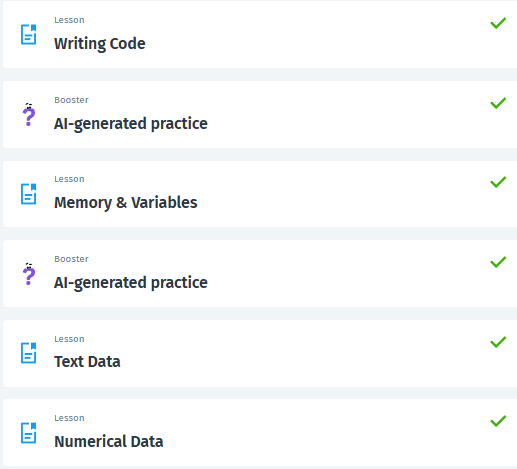 Lesson
Writing Code
Booster
AI-generated practice
Lesson
Memory & Variables
Booster
AI-generated practice
Lesson
Text Data
Lesson
Numerical Data